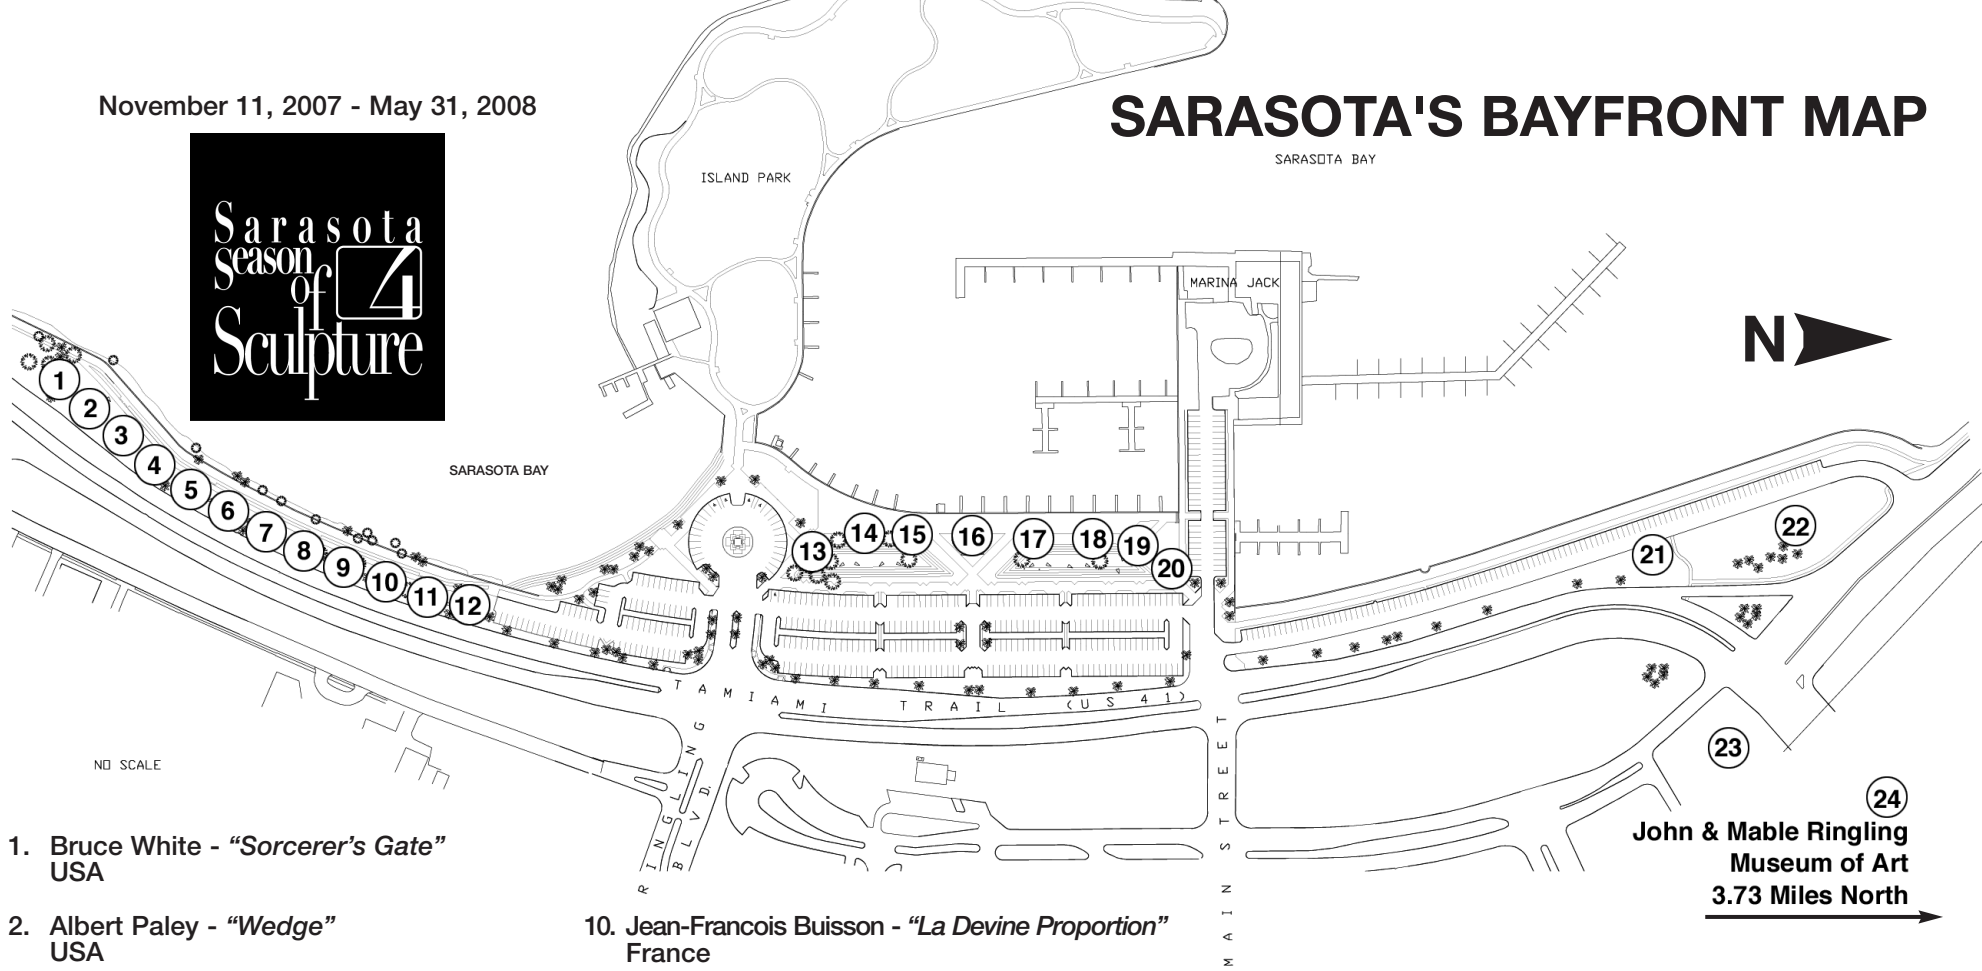 November 11, 2007 - May 31, 2008
SARASOTA'S BAYFRONT MAP
SARASOTA BAY
ISLAND PARK
Sarasota
season
of
4
Sculpture
MARINA JACK
N
SARASOTA BAY
1
2
3
4
5
6
7
8
9
10
11
12
13
14
15
16
17
18
19
20
21
22
23
24
TAMIAMI TRAIL (US 41)
RINGLING
BLVD.
MAIN STREET
NO SCALE
John & Mable Ringling
Museum of Art
3.73 Miles North
1. Bruce White - “Sorcerer’s Gate”
USA
2. Albert Paley - “Wedge”
USA
10. Jean-Francois Buisson - “La Devine Proportion”
France